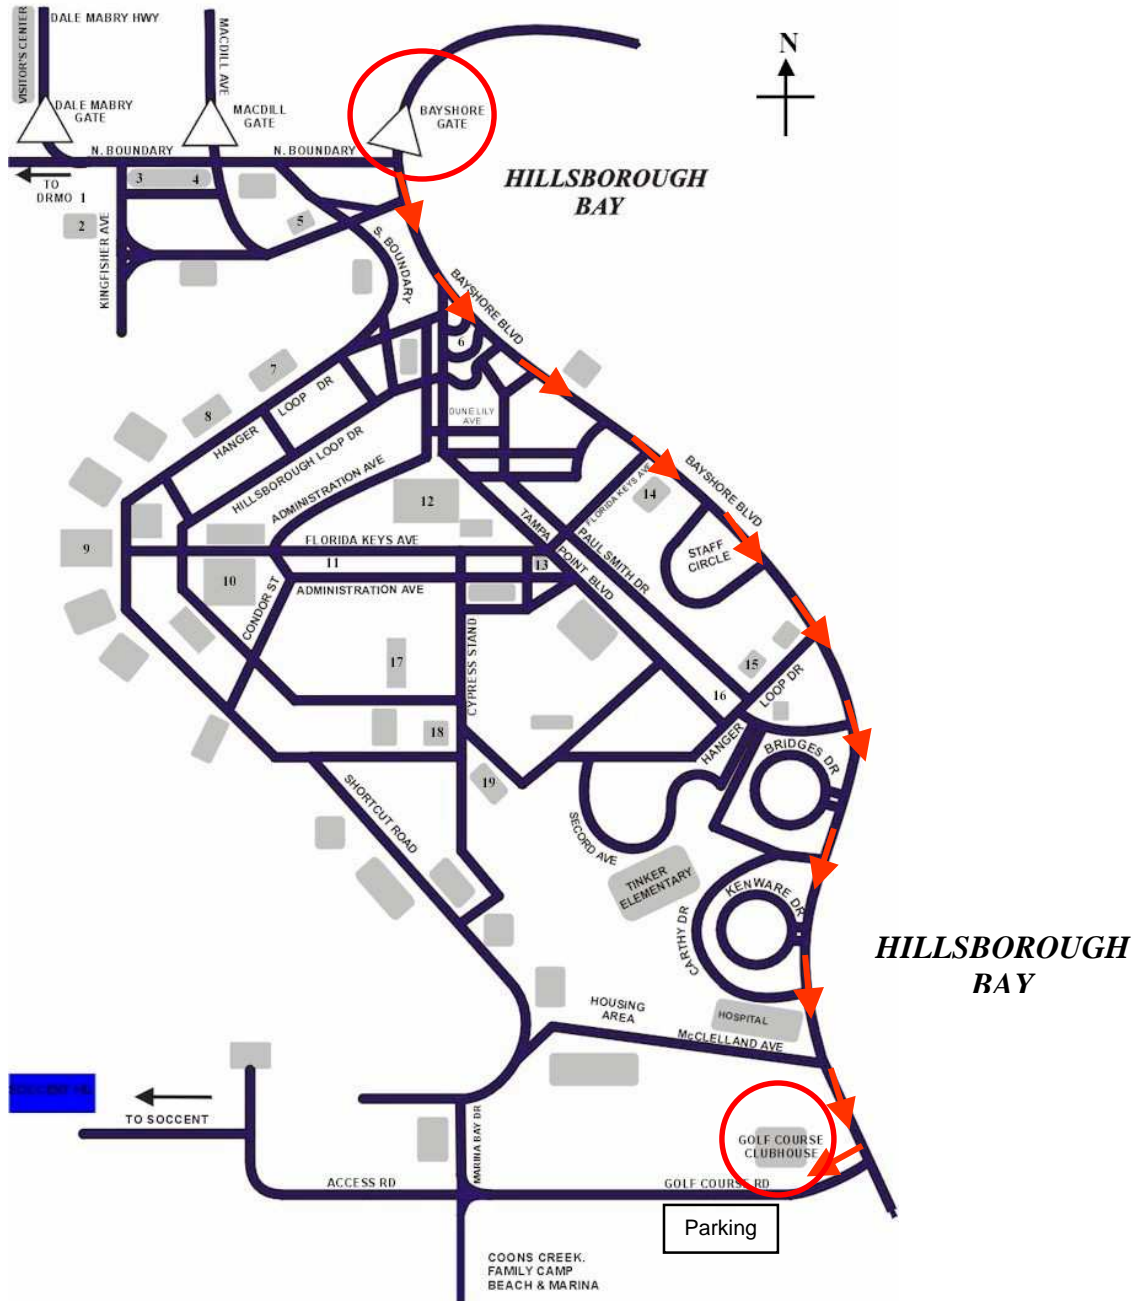 VISITOR'S CENTER
DALE MABRY HWY
MACDILL AVE
N
DALE MABRY
GATE
MACDILL
GATE
BAYSHORE
GATE
N. BOUNDARY
N. BOUNDARY
TO
DRMO 1
3
4
2
5
KINGFISHER AVE
HILLSBOROUGH
BAY
S. BOUNDARY
BAYSHORE BLVD
6
7
8
HANGER
LOOP DR
HILLSBOROUGH LOOP DR
ADMINISTRATION AVE
DUNE LILY
AVE
BAYSHORE BLVD
FLORIDA KEYS AVE
14
12
TAMPA
POINT BLVD
PAUL SMITH DR
STAFF
CIRCLE
9
FLORIDA KEYS AVE
11
13
10
CONDOR ST
ADMINISTRATION AVE
CYPRESS STAND
17
15
16
HANGER
LOOP DR
18
BRIDGES DR
19
SHORTCUT ROAD
SECORD AVE
TINKER
ELEMENTARY
KENWARE DR
CARTHY DR
HILLSBOROUGH
BAY
HOUSING
AREA
HOSPITAL
McCLELLAND AVE
TO SOCCENT
MARINA BAY DR
GOLF COURSE
CLUBHOUSE
ACCESS RD
GOLF COURSE RD
Parking
COONS CREEK.
FAMILY CAMP
BEACH & MARINA